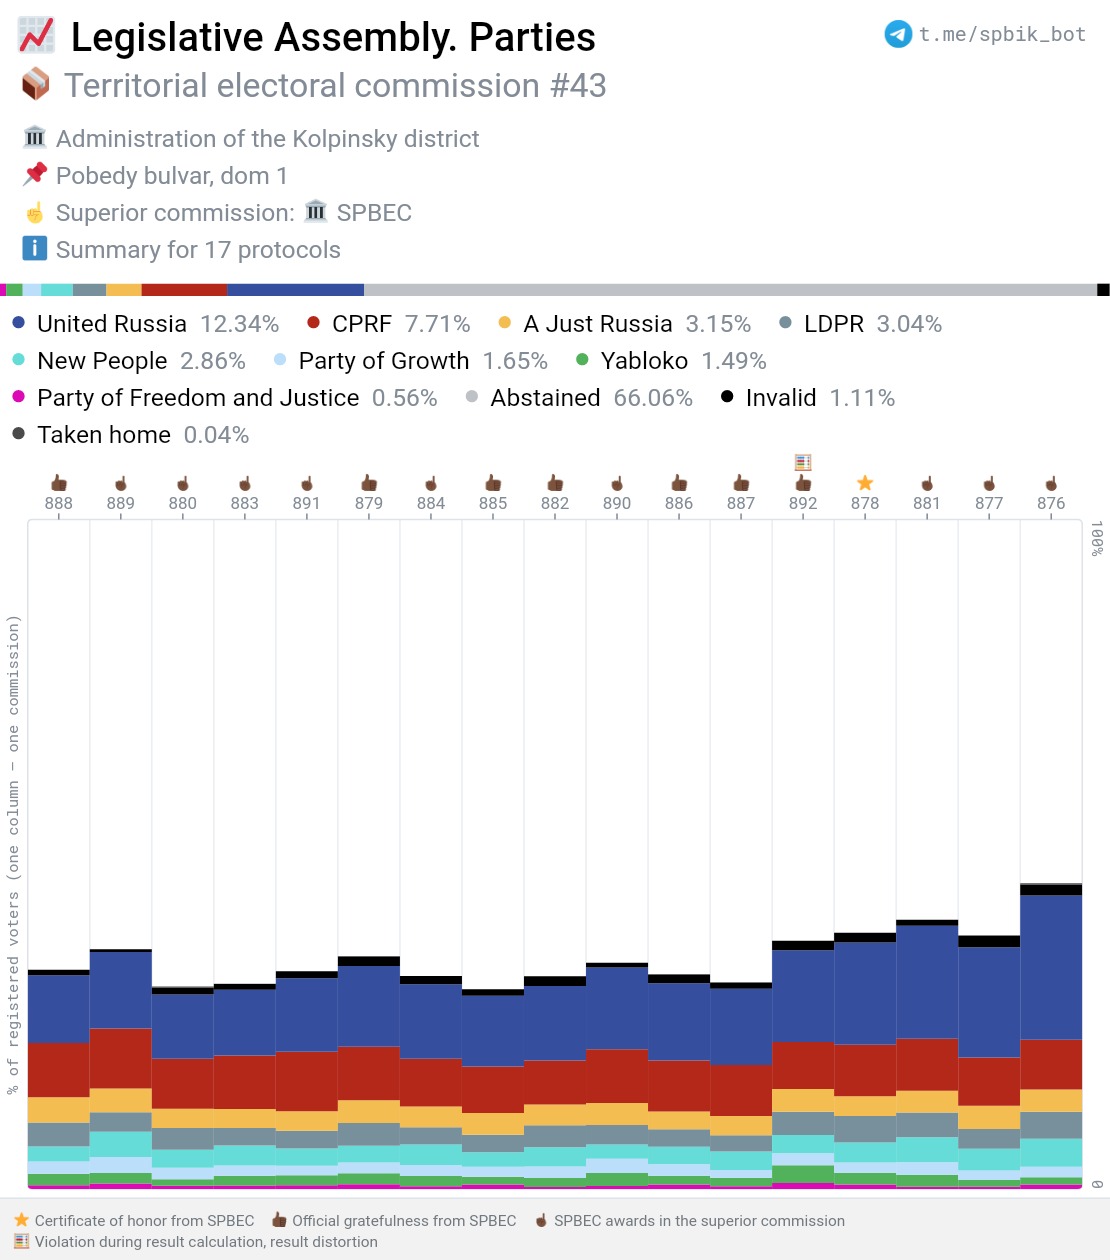 Legislative Assembly. Parties
t.me/spbik_bot
Territorial electoral commission #43
Administration of the Kolpinsky district
Pobedy bulvar, dom 1
Superior commission: SPBEC
Summary for 17 protocols
United Russia 12.34% CPRF 7.71% A Just Russia 3.15% LDPR 3.04%
New People 2.86% Party of Growth 1.65% Yabloko 1.49%
Party of Freedom and Justice 0.56% Abstained 66.06% Invalid 1.11%
Taken home 0.04%
888 889 880 883 891 879 884 885 882 890 886 887 892 878 881 877 876
100%
% of registered voters (one column – one commission)
0
Certificate of honor from SPBEC Official gratefulness from SPBEC SPBEC awards in the superior commission
Violation during result calculation, result distortion